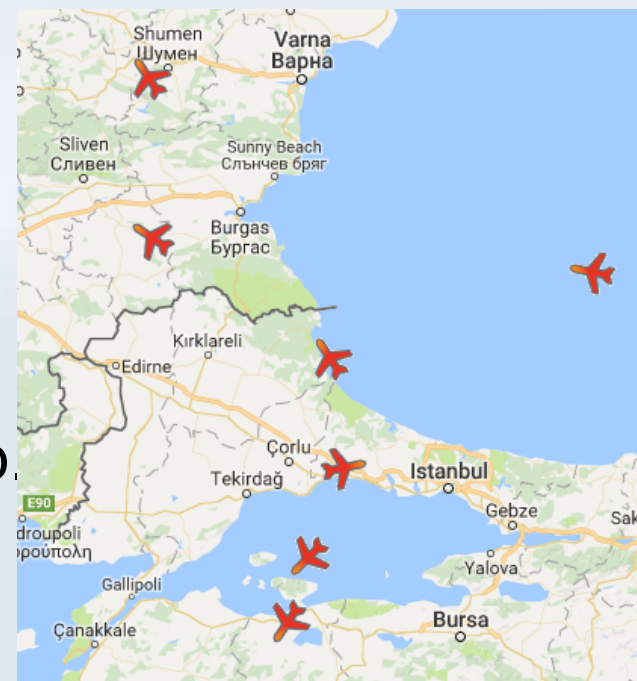 Shumen
Шумен
Varna
Варна
Sliven
Сливен
Sunny Beach
Слънчев бряг
Burgas
Бургас
Kırklareli
Edirne
Çorlu
Istanbul
Tekirdağ
E90
Gebze
Sak
droupoli
ρούπολη
Yalova
Gallipoli
Çanakkale
Bursa